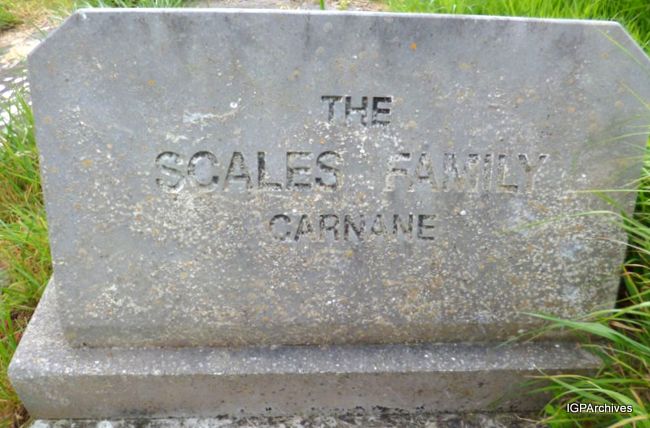 THE
SCALES FAMILY
CARNANE
IGPArchives